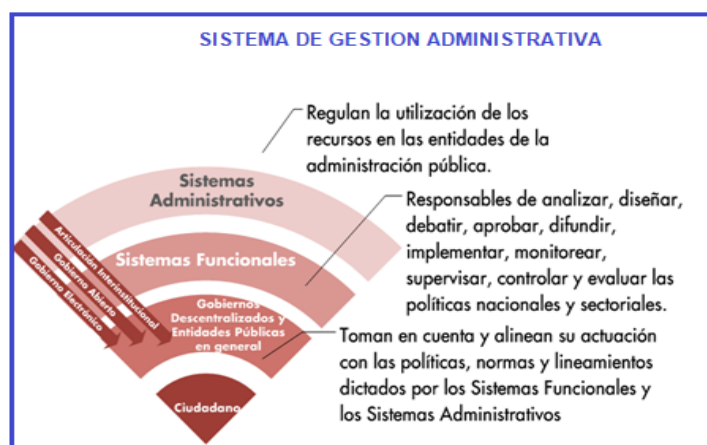 SISTEMA DE GESTION ADMINISTRATIVA
Regulan la utilización de los
recursos en las entidades de la
administración pública.
Sistemas
Administrativos
Responsables de analizar, diseñar,
debatir, aprobar, difundir,
implementar, monitorear,
supervisar, controlar y evaluar las
políticas nacionales y sectoriales.
Sistemas Funcionales
Articulación Interinstitucional
Gobierno Abierto
Gobierno Electrónico
Gobiernos
Descentralizados y
Entidades Públicas
en general
Toman en cuenta y alinean su actuación
con las políticas, normas y lineamientos
dictados por los Sistemas Funcionales y
los Sistemas Administrativos
Ciudadano